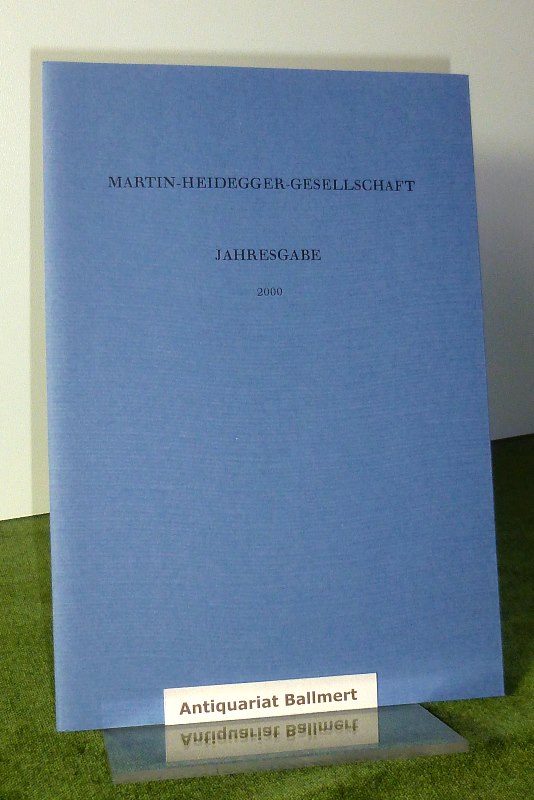 MARTIN-HEIDEGGER-GESELLSCHAFT
JAHRESGABE
2000
Antiquariat Ballmert